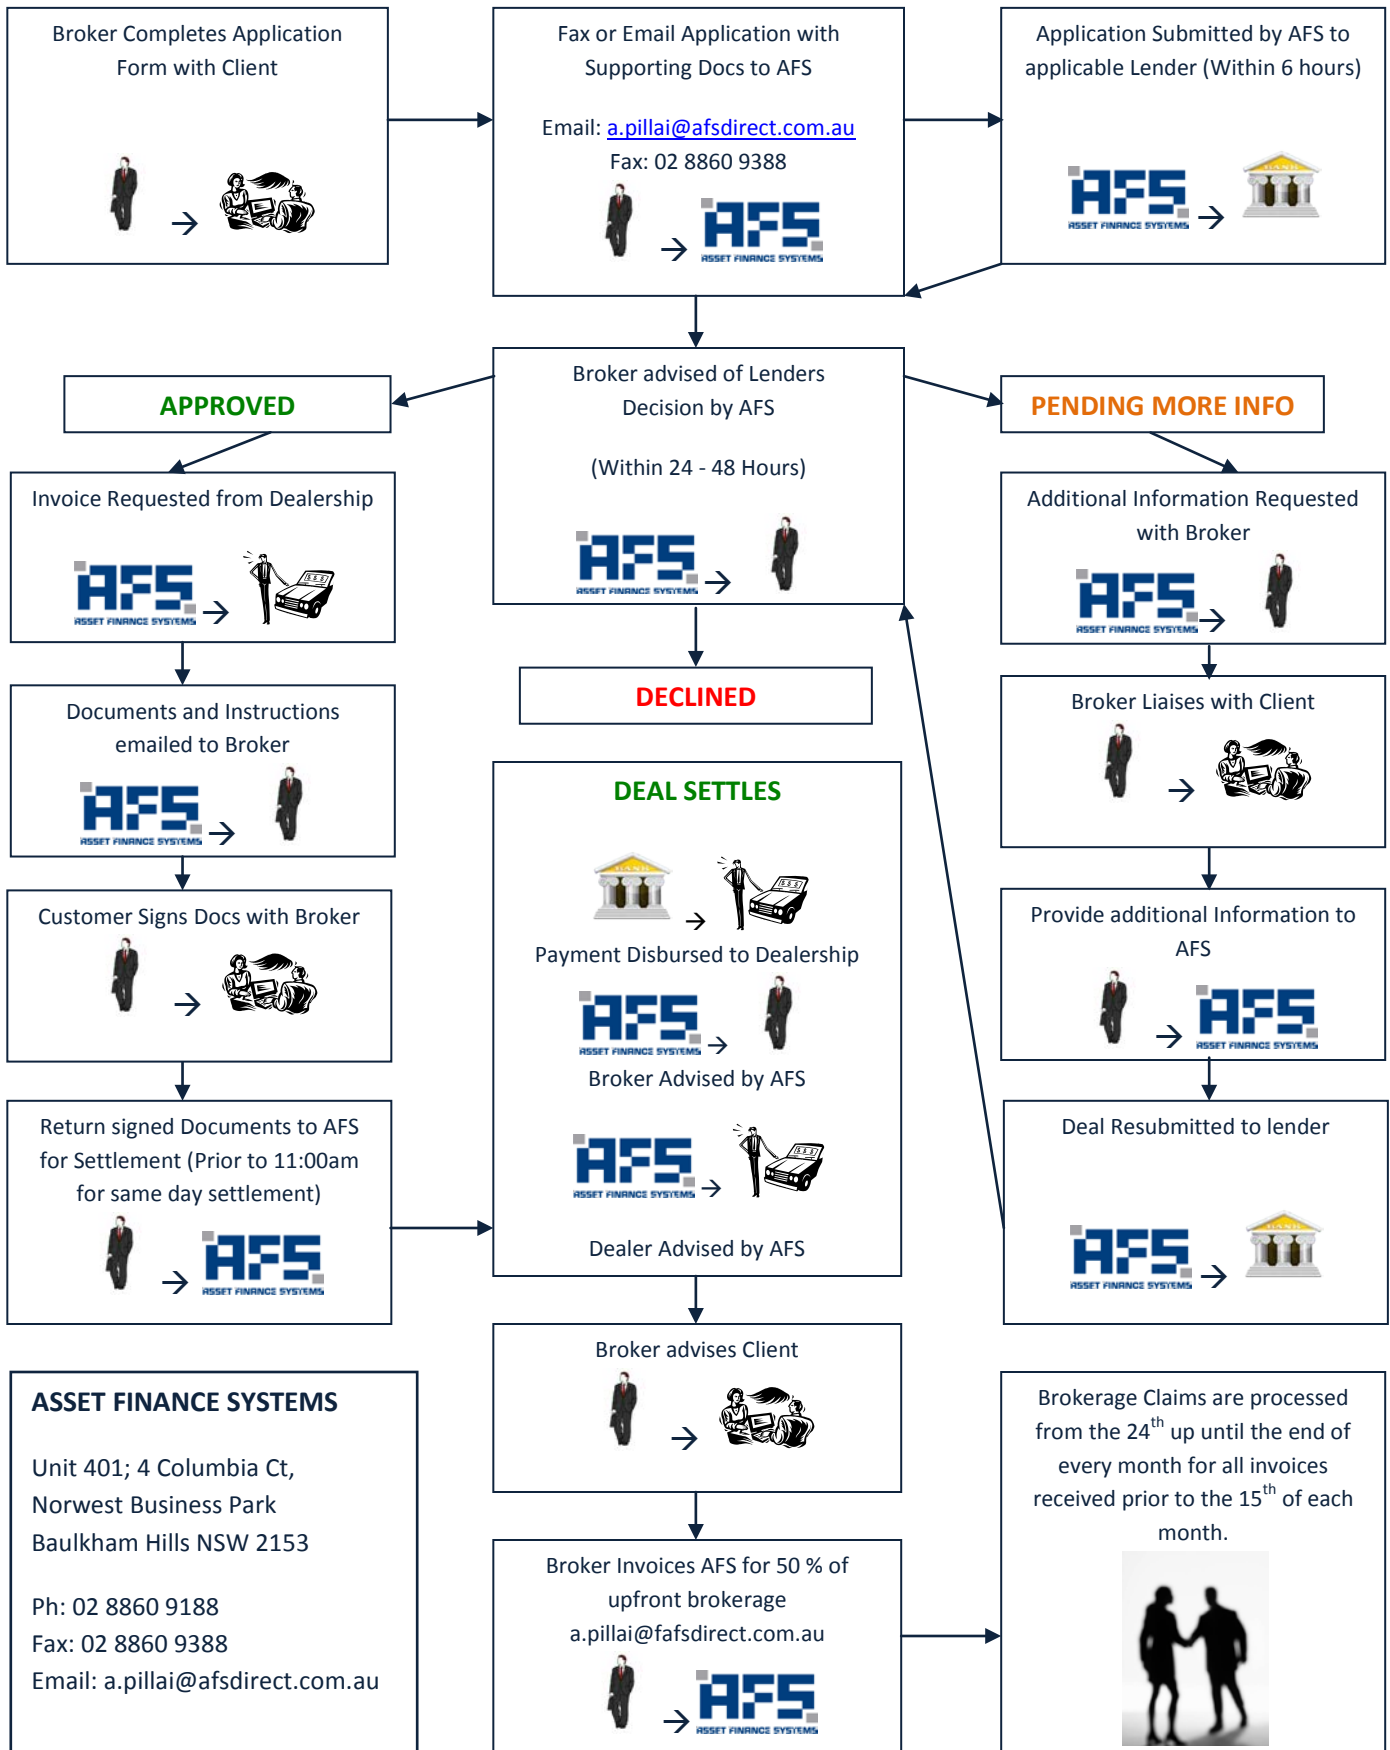 Broker Completes Application
Form with Client
Fax or Email Application with
Supporting Docs to AFS
Email: a.pillai@afsdirect.com.au
Fax: 02 8860 9388
AFS
ASSET FINANCE SYSTEMS
Application Submitted by AFS to
applicable Lender (Within 6 hours)
AFS
ASSET FINANCE SYSTEMS
BANK
Broker advised of Lenders
Decision by AFS
(Within 24 - 48 Hours)
AFS
ASSET FINANCE SYSTEMS
APPROVED
Invoice Requested from Dealership
AFS
ASSET FINANCE SYSTEMS
$$$
Documents and Instructions
emailed to Broker
AFS
ASSET FINANCE SYSTEMS
Customer Signs Docs with Broker
Return signed Documents to AFS
for Settlement (Prior to 11:00am
for same day settlement)
AFS
ASSET FINANCE SYSTEMS
DECLINED
PENDING MORE INFO
Additional Information Requested
with Broker
AFS
ASSET FINANCE SYSTEMS
Broker Liaises with Client
Provide additional Information to
AFS
AFS
ASSET FINANCE SYSTEMS
Deal Resubmitted to lender
AFS
ASSET FINANCE SYSTEMS
BANK
DEAL SETTLES
BANK
$$$
Payment Disbursed to Dealership
AFS
ASSET FINANCE SYSTEMS
Broker Advised by AFS
AFS
ASSET FINANCE SYSTEMS
$$$
Dealer Advised by AFS
Broker advises Client
Broker Invoices AFS for 50 % of
upfront brokerage
a.pillai@fafsdirect.com.au
AFS
ASSET FINANCE SYSTEMS
Brokerage Claims are processed
from the 24th up until the end of
every month for all invoices
received prior to the 15th of each
month.
ASSET FINANCE SYSTEMS
Unit 401; 4 Columbia Ct,
Norwest Business Park
Baulkham Hills NSW 2153
Ph: 02 8860 9188
Fax: 02 8860 9388
Email: a.pillai@afsdirect.com.au